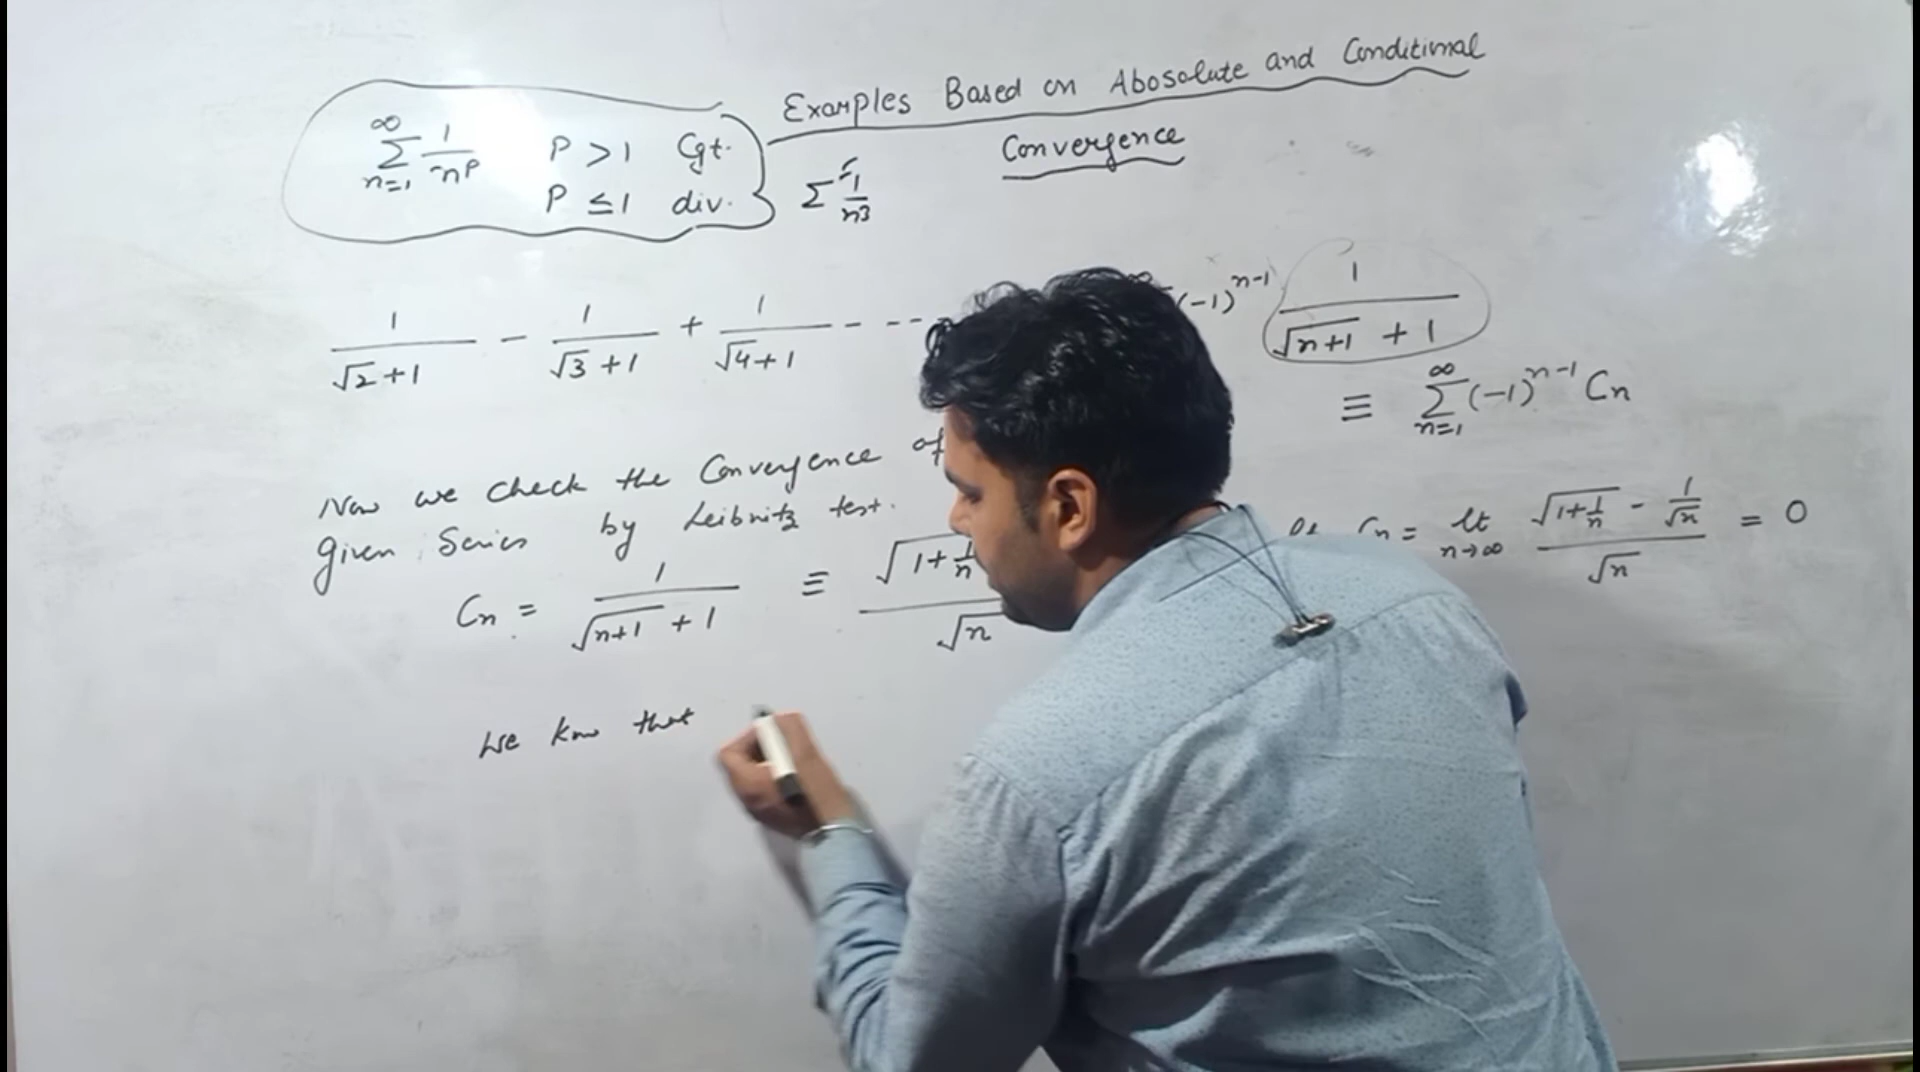 Examples Based on Abosolute and Conditional
Convergence
∞ Σ n=1 1/n^P P > 1 Cgt.
P ≤ 1 div.
Σ 1/n3
1/(√2+1) - 1/(√3+1) + 1/(√4+1) - --- (-1)^n-1 1/(√n+1 + 1)
≡ ∞ Σ n=1 (-1)^n-1 Cn
Now we check the Convergence of
given Series by Leibnitz test.
Cn = 1/(√n+1 + 1) ≡ √1+1/n /√n
Cn = lt n→∞ (√1+1/n - 1/√n)/√n = 0
We know that